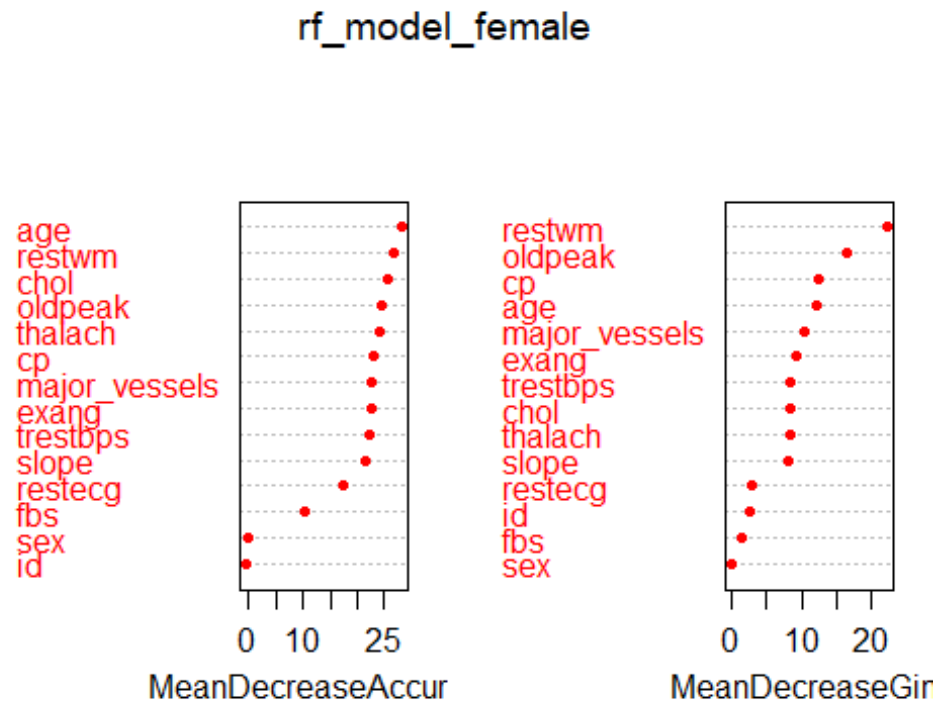 rf_model_female
age
restwm
chol
oldpeak
thalach
cp
major_vessels
exang
trestbps
slope
restecg
fbs
sex
id
0 10 25
MeanDecreaseAccur
restwm
oldpeak
cp
age
major_vessels
exang
trestbps
chol
thalach
slope
restecg
id
fbs
sex
0 10 20
MeanDecreaseGin